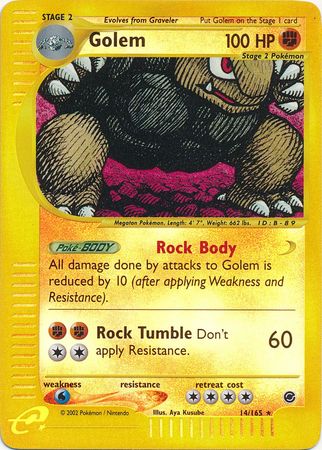 STAGE 2 Evolves from Graveler Put Golem on the Stage 1 card
Golem 100 HP
Stage 2 Pokémon
Megaton Pokémon, Length: 4' 7", Weight: 662 lbs. ID:B-89
Poké-BODY Rock Body
All damage done by attacks to Golem is
reduced by 10 (after applying Weakness and
Resistance).
Rock Tumble Don't 60
apply Resistance.
weakness resistance retreat cost
e © 2002 Pokémon / Nintendo Illus. Aya Kusube 14/165 ★